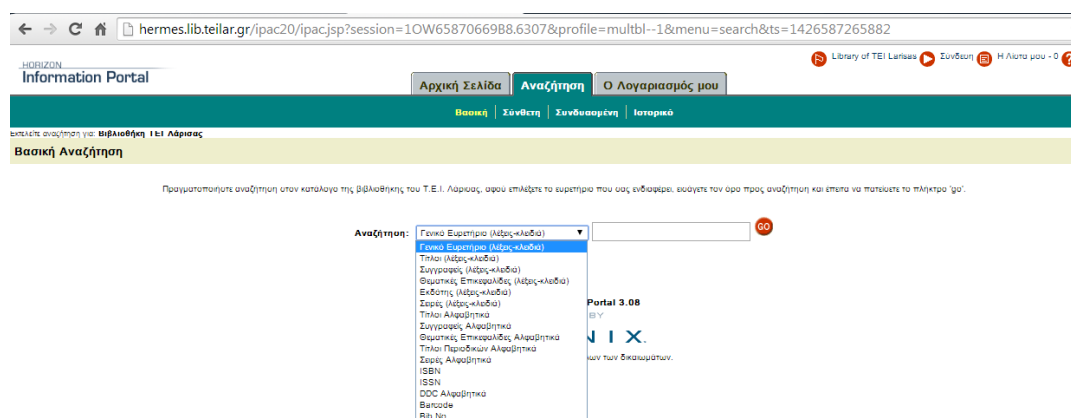 hermes.lib.teilar.gr/ipac20/ipac.jsp?session=1OW65870669B8.6307&profile=multbl--1&menu=search&ts=1426587265882
Library of TEI Larisas Σύνδεση Η Λίστα μου - 0 ?
HORIZON
Information Portal
Αρχική Σελίδα Αναζήτηση Ο Λογαριασμός μου
Βασική Σύνθετη Συνδυασμένη Ιστορικό
Εκτελείτε αναζήτηση για: Βιβλιοθήκη ΤΕΙ Λάρισας
Βασική Αναζήτηση
Πραγματοποιήστε αναζήτηση στον κατάλογο της βιβλιοθήκης του Τ.Ε.Ι. Λάρισας, αφού επιλέξετε το ευρετήριο που σας ενδιαφέρει, εισάγετε τον όρο προς αναζήτηση και έπειτα να πατείσετε το πλήκτρο 'go'.
Αναζήτηση: Γενικό Ευρετήριο (λέξεις-κλειδιά) GO
Γενικό Ευρετήριο (λέξεις-κλειδιά)
Τίτλοι (λέξεις-κλειδιά)
Συγγραφείς (λέξεις-κλειδιά)
Θεματικές Επικεφαλίδες (λέξεις-κλειδιά)
Εκδότης (λέξεις-κλειδιά)
Σειρές (λέξεις-κλειδιά) Portal 3.08
Τίτλοι Αλφαβητικά BY
Συγγραφείς Αλφαβητικά
Θεματικές Επικεφαλίδες Αλφαβητικά N I X.
Τίτλοι Περιοδικών Αλφαβητικά
Σειρές Αλφαβητικά των δικαιωμάτων.
ISBN
ISSN
DDC Αλφαβητικά
Barcode
Bib No